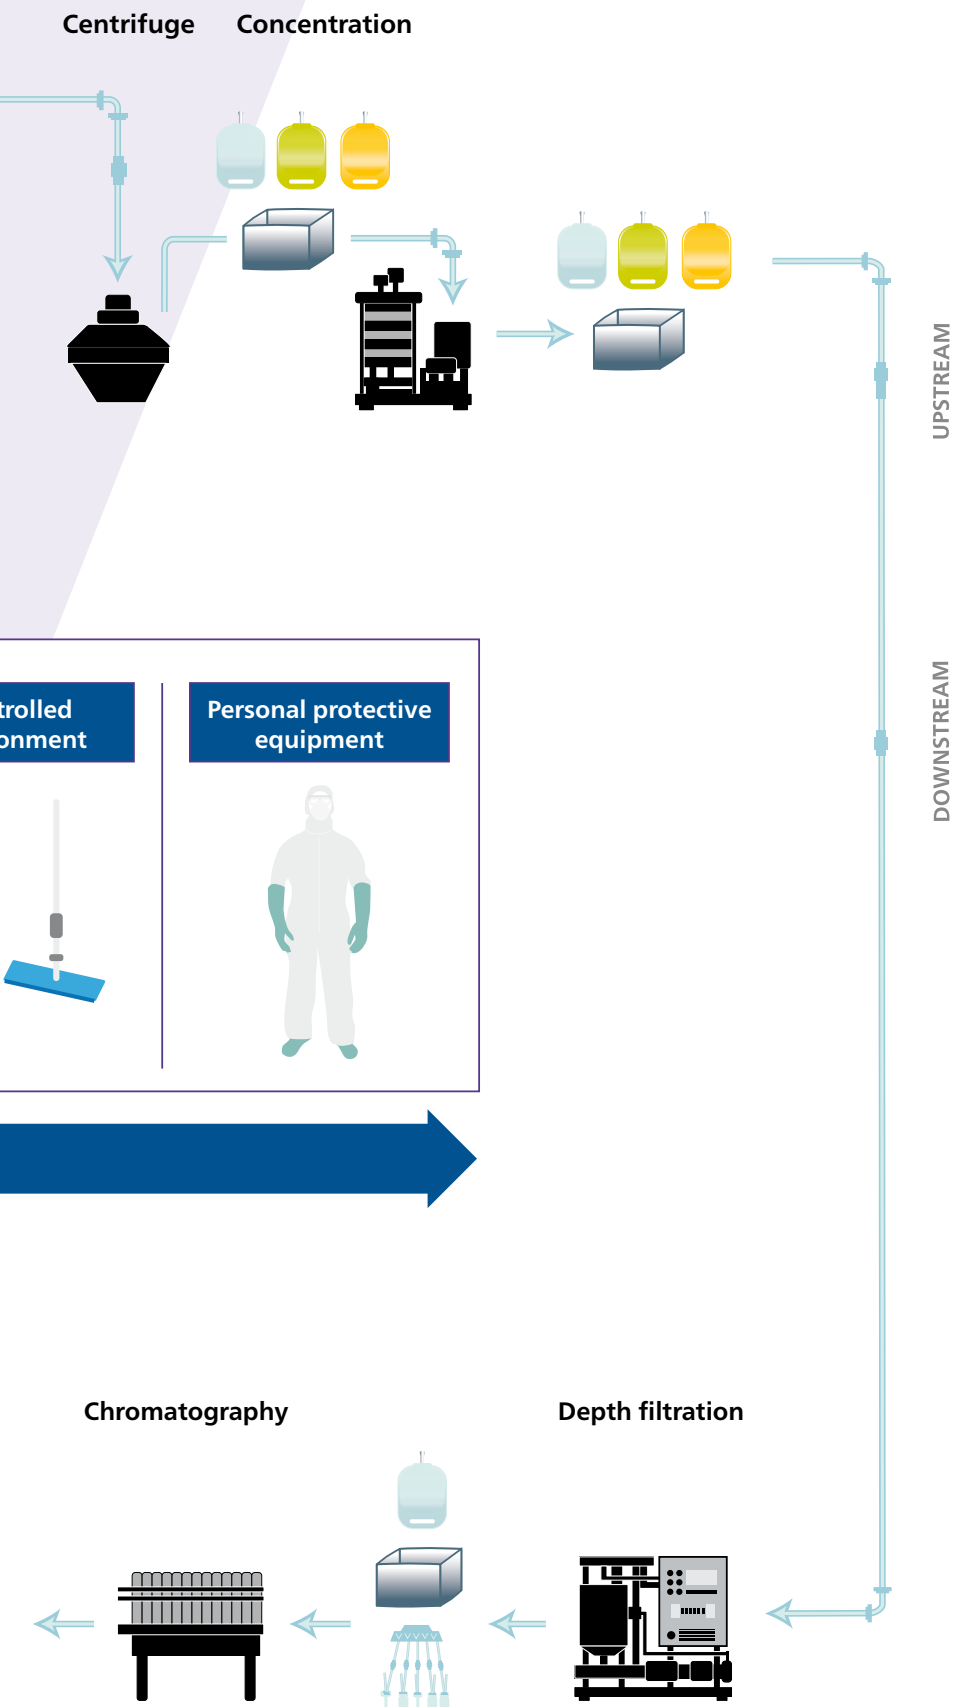 Centrifuge
Concentration
UPSTREAM
DOWNSTREAM
trolled
onment
Personal protective
equipment
Chromatography
Depth filtration